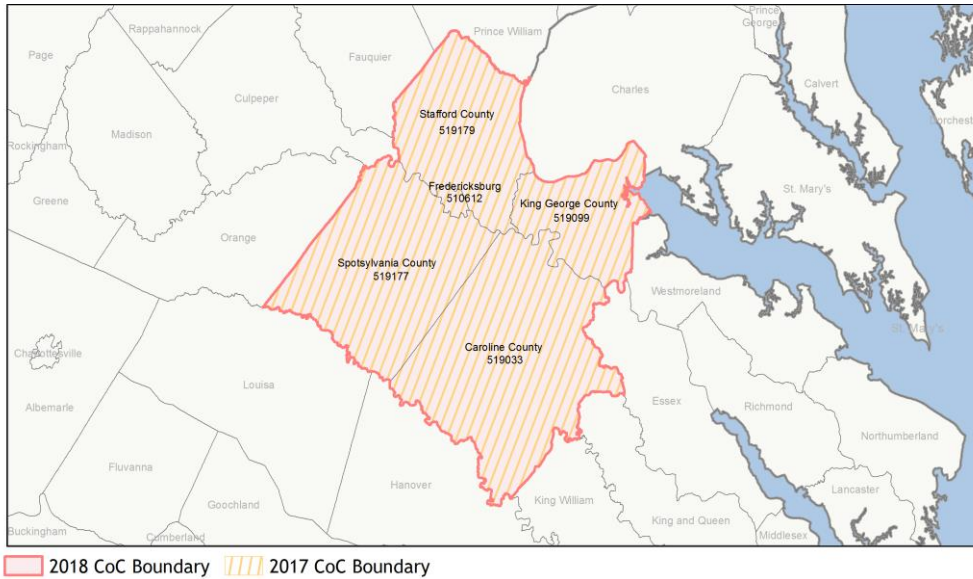 Prince George
Rappahannock
Prince William
Page
Fauquier
Calvert
Charles
Culpeper
Stafford County
519179
Madison
Rockingham
Dorchest
Fredericksburg
510612
St. Mary's
Greene
King George County
519099
Orange
Spotsylvania County
519177
Westmoreland
St. Mary's
Caroline County
519033
Charlottesville
Louisa
Albemarle
Essex
Richmond
Northumberland
Fluvanna
Hanover
Goochland
King William
Lancaster
Buckingham
Cumberland
King and Queen
Middlesex
2018 CoC Boundary
2017 CoC Boundary